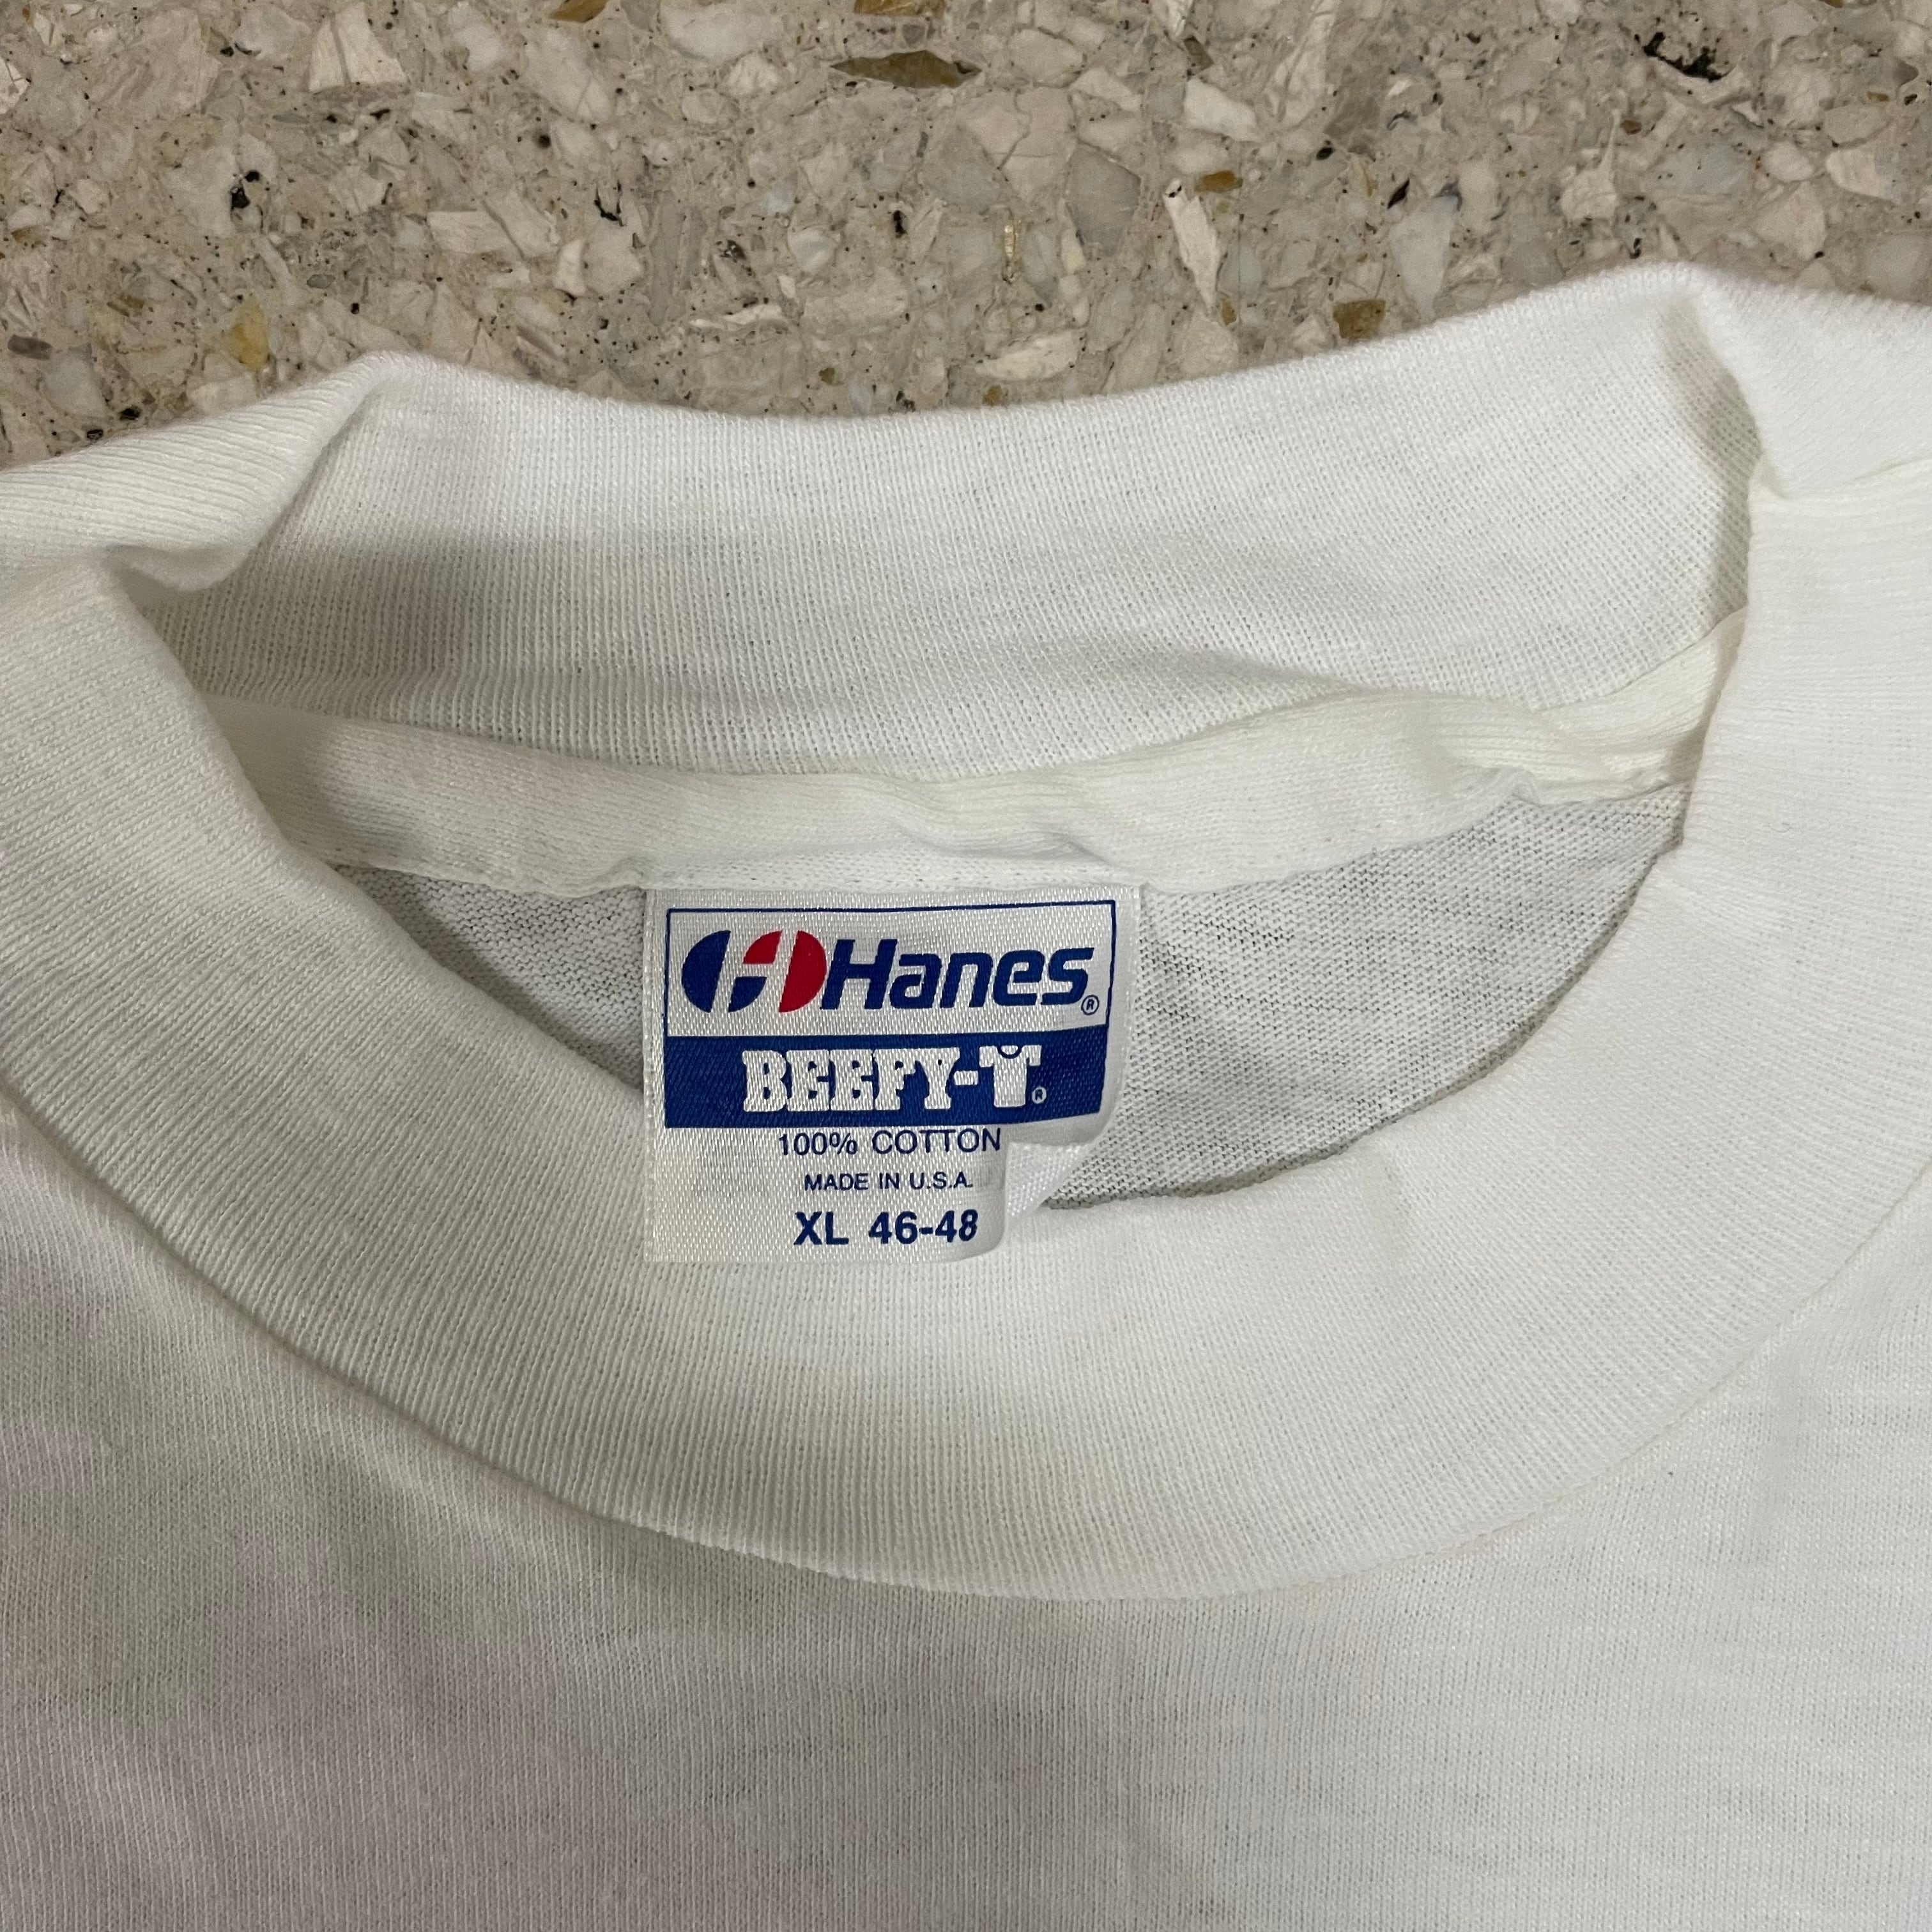 Hanes®
BEEFY-T®
100% COTTON
MADE IN U.S.A.
XL 46-48